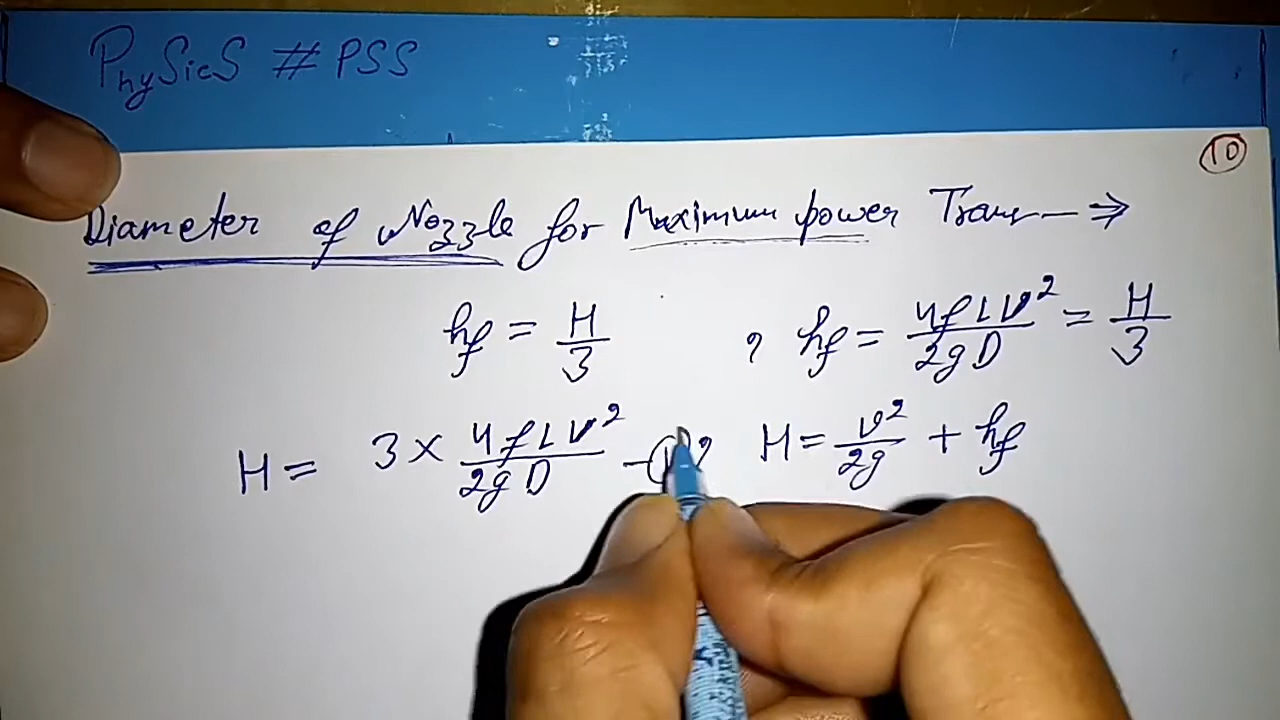 PhySicS # PSS
10
Diameter of Nozzle for Maximum power Trans — ⇒
hf = H/3 , hf = 4fLV²/2gD = H/3
H = 3 × 4fLV²/2gD — ① , H = v²/2g + hf